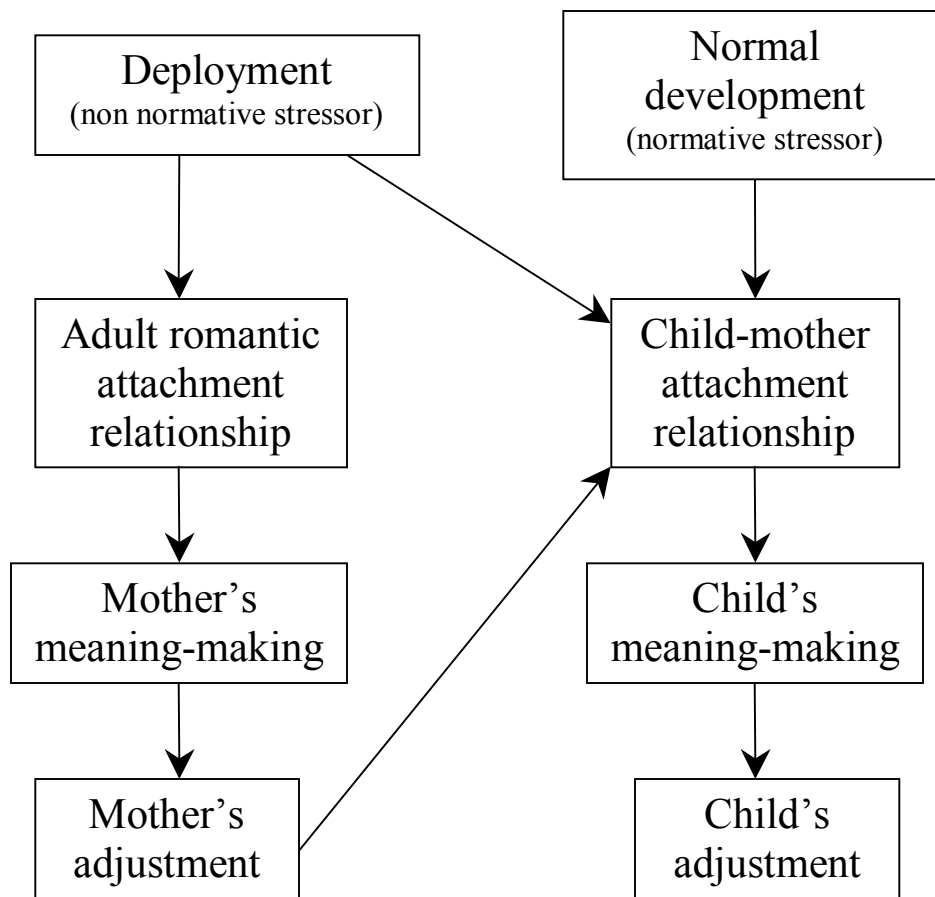 Deployment
(non normative stressor)
Normal
development
(normative stressor)
Adult romantic
attachment
relationship
Child-mother
attachment
relationship
Mother’s
meaning-making
Child’s
meaning-making
Mother’s
adjustment
Child’s
adjustment